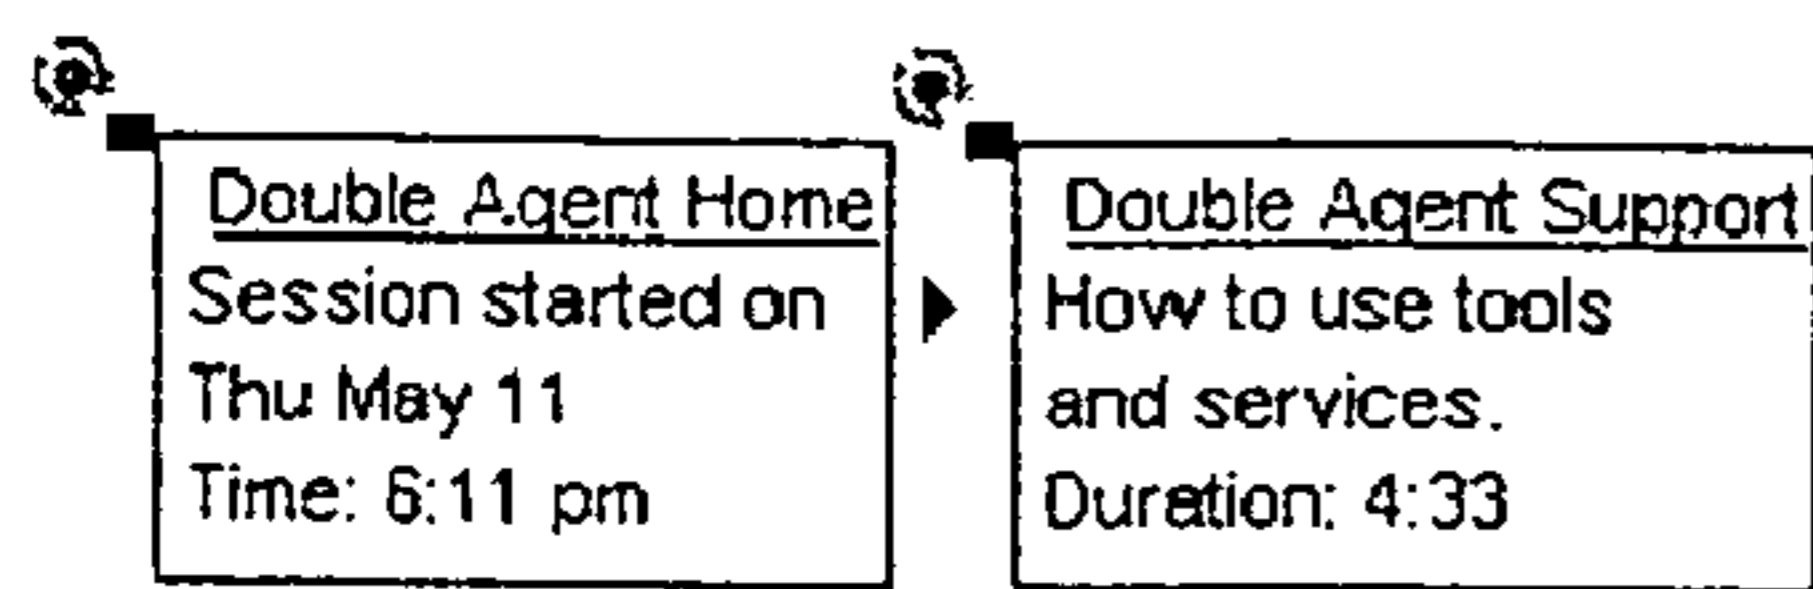 Double Agent Home
Session started on
Thu May 11
Time: 6:11 pm
Double Agent Support
How to use tools
and services.
Duration: 4:33